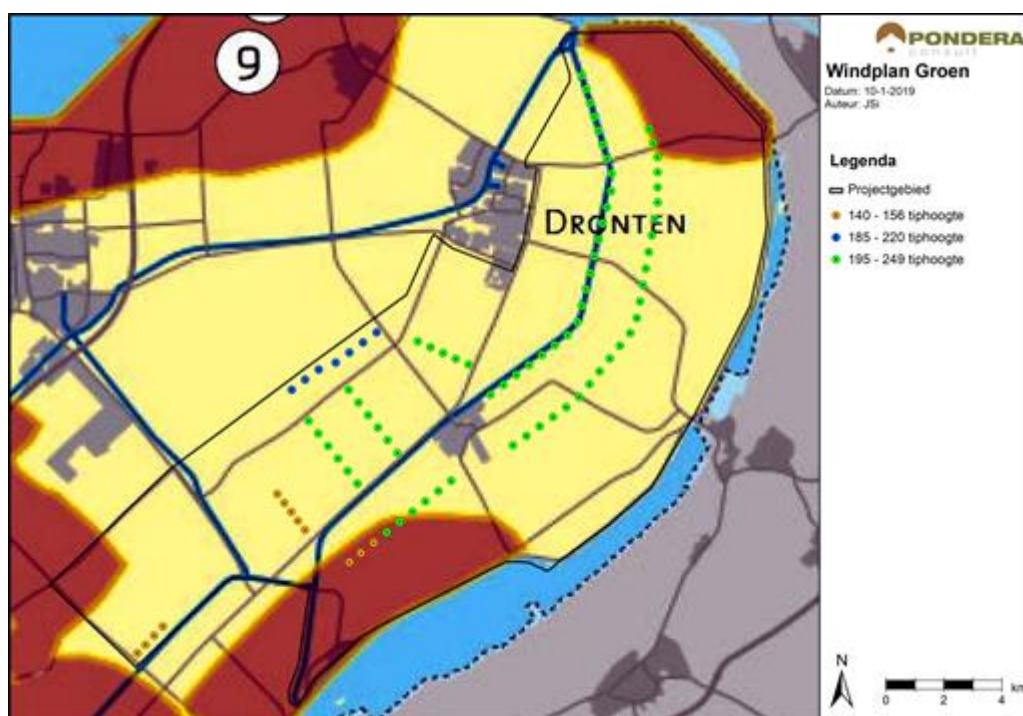 9
DRONTEN
PONDERA
consult
Windplan Groen
Datum: 10-1-2019
Auteur: JSi
Legenda
Projectgebied
140 - 156 tiphoogte
185 - 220 tiphoogte
195 - 249 tiphoogte
N
0 2 4 km